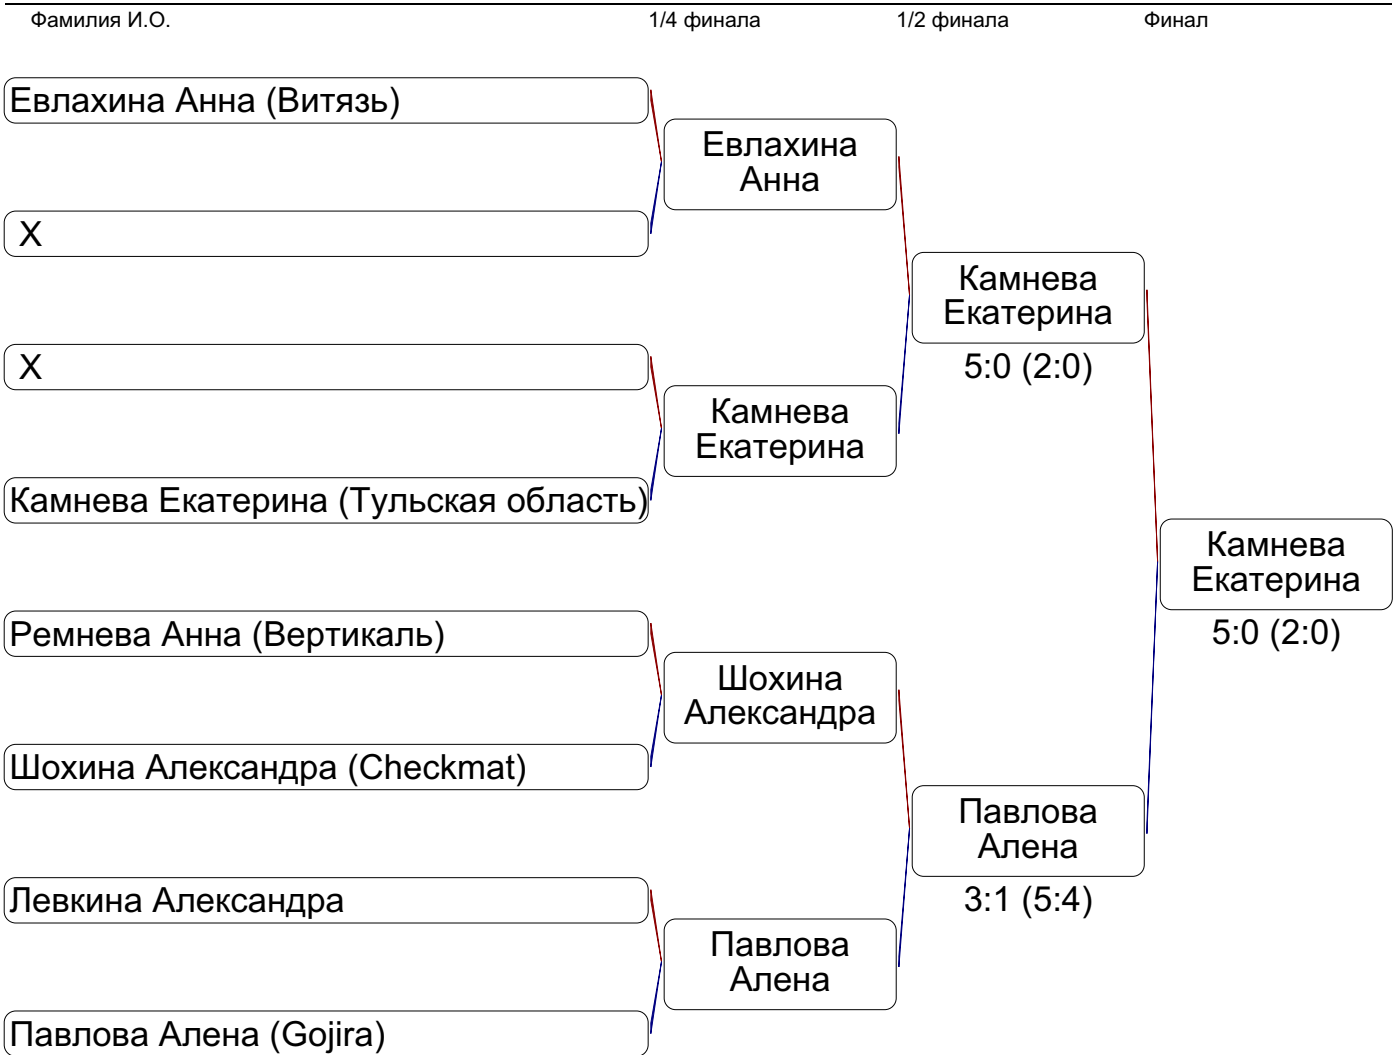 Фамилия И.О.
1/4 финала
1/2 финала
Финал
Евлахина Анна (Витязь)
Евлахина
Анна
X
Камнева
Екатерина
5:0 (2:0)
X
Камнева
Екатерина
Камнева Екатерина (Тульская область)
Камнева
Екатерина
5:0 (2:0)
Ремнева Анна (Вертикаль)
Шохина
Александра
Шохина Александра (Checkmat)
Павлова
Алена
3:1 (5:4)
Левкина Александра
Павлова
Алена
Павлова Алена (Gojira)